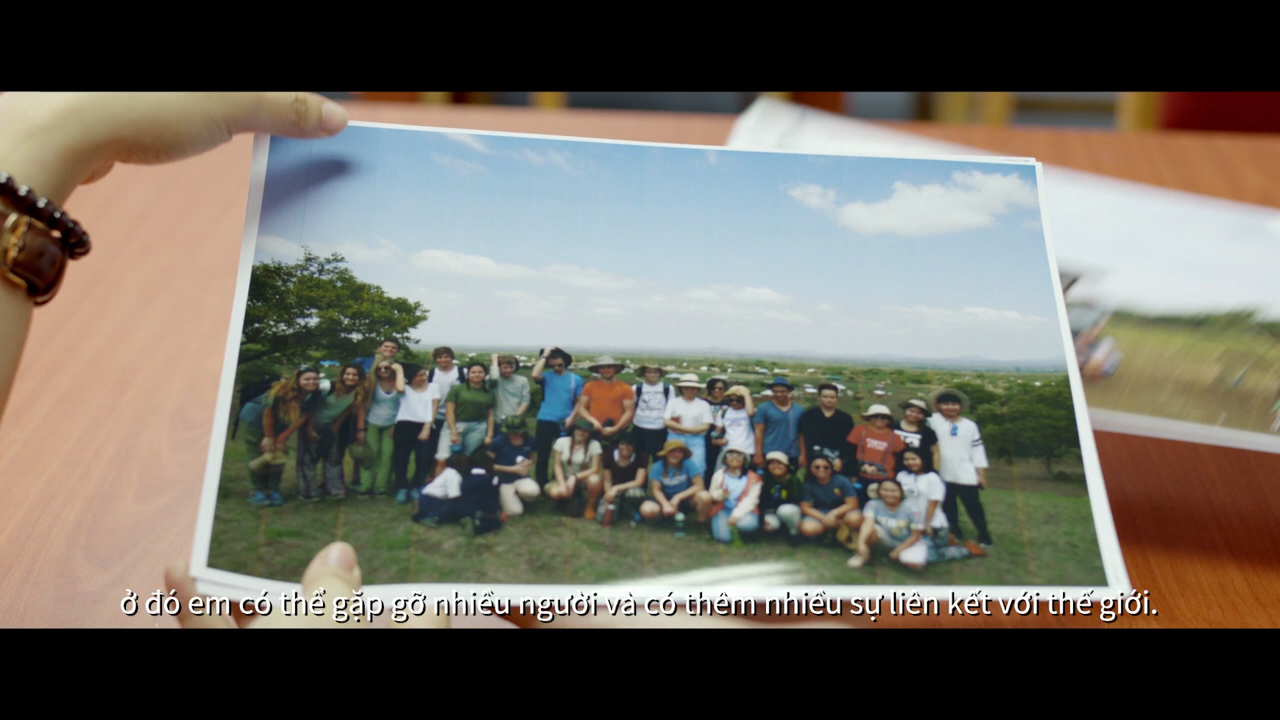 ở đó em có thể gặp gỡ nhiều người và có thêm nhiều sự liên kết với thế giới.